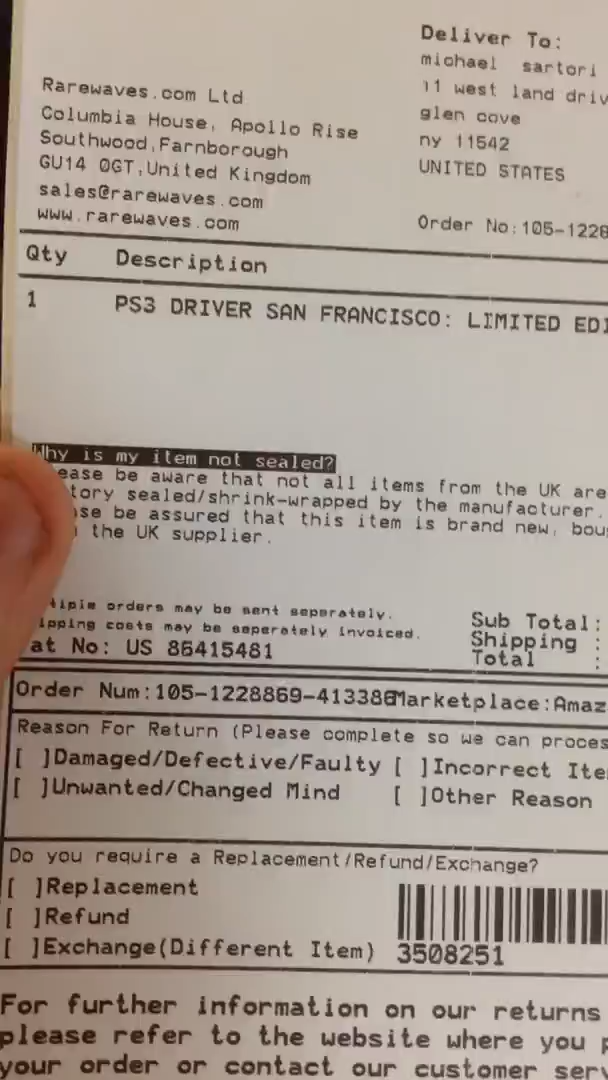 Deliver To:
michael sartori
11 west land driv
glen cove
ny 11542
UNITED STATES
Order No:105-1228
Rarewaves.com Ltd
Columbia House, Apollo Rise
Southwood,Farnborough
GU14 0GT,United Kingdom
sales@rarewaves.com
www.rarewaves.com
Qty Description
1 PS3 DRIVER SAN FRANCISCO: LIMITED EDI
Why is my item not sealed?
ease be aware that not all items from the UK are
tory sealed/shrink-wrapped by the manufacturer.
ase be assured that this item is brand new, bou
the UK supplier.
tiple orders may be sent seperately.
ipping costs may be seperately invoiced.
at No: US 86415481
Sub Total:
Shipping :
Total :
Order Num:105-1228869-413386 Marketplace:Amaz
Reason For Return (Please complete so we can proces
[ ]Damaged/Defective/Faulty [ ]Incorrect Ite
[ ]Unwanted/Changed Mind [ ]Other Reason
Do you require a Replacement/Refund/Exchange?
[ ]Replacement
[ ]Refund
[ ]Exchange(Different Item) 3508251
For further information on our returns
please refer to the website where you p
your order or contact our customer serv